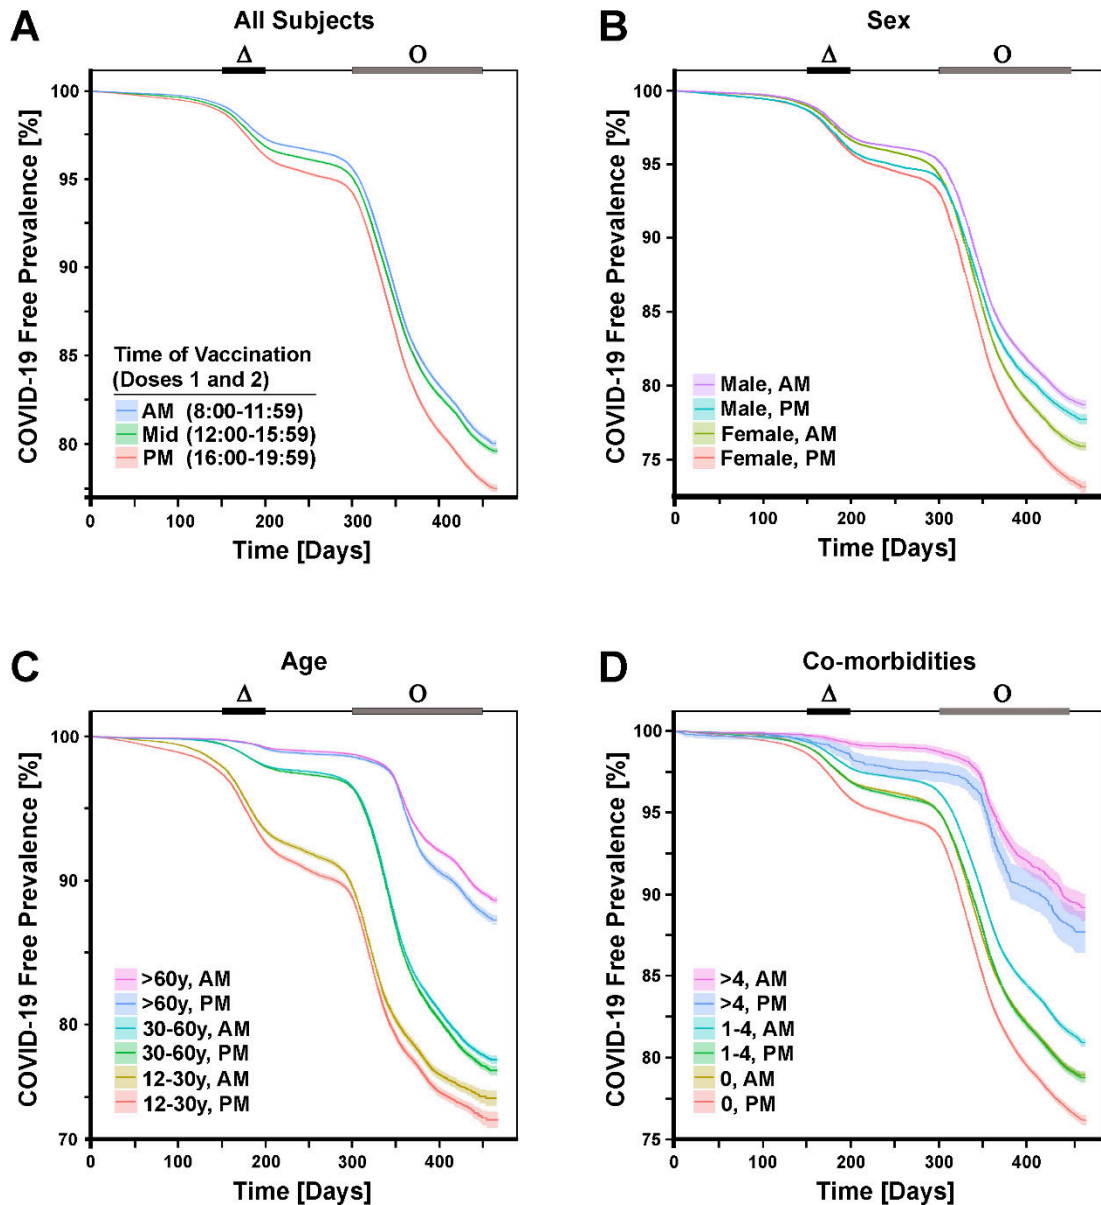 A
All Subjects
Δ
O
COVID-19 Free Prevalence [%]
100
95
90
85
80
Time of Vaccination
(Doses 1 and 2)
AM (8:00-11:59)
Mid (12:00-15:59)
PM (16:00-19:59)
0
100
200
300
400
Time [Days]
B
Sex
Δ
O
COVID-19 Free Prevalence [%]
100
95
90
85
80
75
Male, AM
Male, PM
Female, AM
Female, PM
0
100
200
300
400
Time [Days]
C
Age
Δ
O
COVID-19 Free Prevalence [%]
100
90
80
70
>60y, AM
>60y, PM
30-60y, AM
30-60y, PM
12-30y, AM
12-30y, PM
0
100
200
300
400
Time [Days]
D
Co-morbidities
Δ
O
COVID-19 Free Prevalence [%]
100
95
90
85
80
75
>4, AM
>4, PM
1-4, AM
1-4, PM
0, AM
0, PM
0
100
200
300
400
Time [Days]